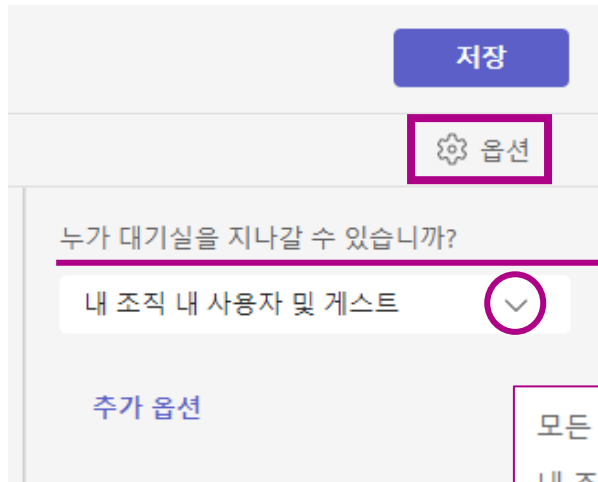 저장
옵션
누가 대기실을 지나갈 수 있습니까?
내 조직 내 사용자 및 게스트
추가 옵션
모든
내